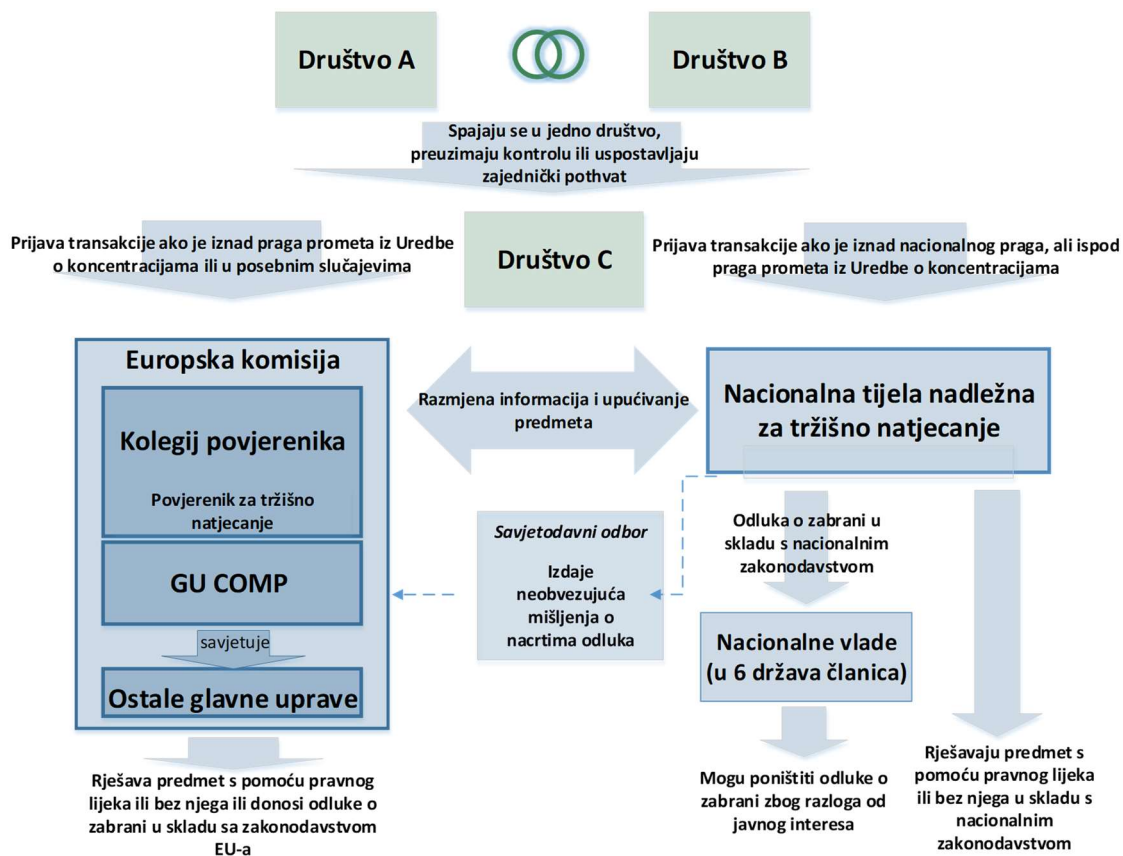 Društvo A
Društvo B
Spajaju se u jedno društvo,
preuzimaju kontrolu ili uspostavljaju
zajednički pothvat
Prijava transakcije ako je iznad praga prometa iz Uredbe
o koncentracijama ili u posebnim slučajevima
Društvo C
Prijava transakcije ako je iznad nacionalnog praga, ali ispod
praga prometa iz Uredbe o koncentracijama
Europska komisija
Kolegij povjerenika
Povjerenik za tržišno
natjecanje
GU COMP
savjetuje
Ostale glavne uprave
Rješava predmet s pomoću pravnog
lijeka ili bez njega ili donosi odluke o
zabrani u skladu sa zakonodavstvom
EU-a
Razmjena informacija i upućivanje
predmeta
Savjetodavni odbor
Izdaje
neobvezujuća
mišljenja o
nacrtima odluka
Nacionalna tijela nadležna
za tržišno natjecanje
Odluka o zabrani u
skladu s nacionalnim
zakonodavstvom
Nacionalne vlade
(u 6 država članica)
Mogu poništiti odluke o
zabrani zbog razloga od
javnog interesa
Rješavaju predmet s
pomoću pravnog lijeka
ili bez njega u skladu s
nacionalnim
zakonodavstvom